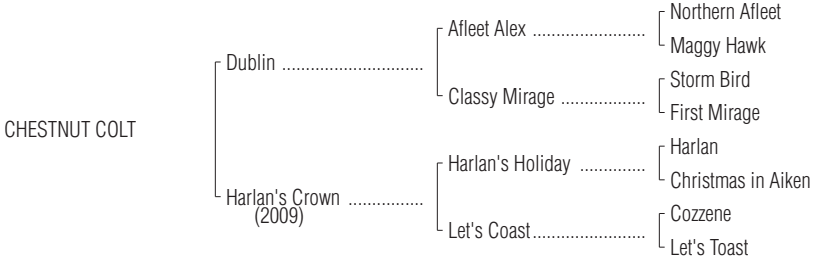 Northern Afleet
Afleet Alex ........................
Maggy Hawk
Dublin ..............................
Storm Bird
Classy Mirage ..................
First Mirage
CHESTNUT COLT
Harlan
Harlan's Holiday ..............
Christmas in Aiken
Harlan's Crown ................
(2009)
Cozzene
Let's Coast........................
Let's Toast